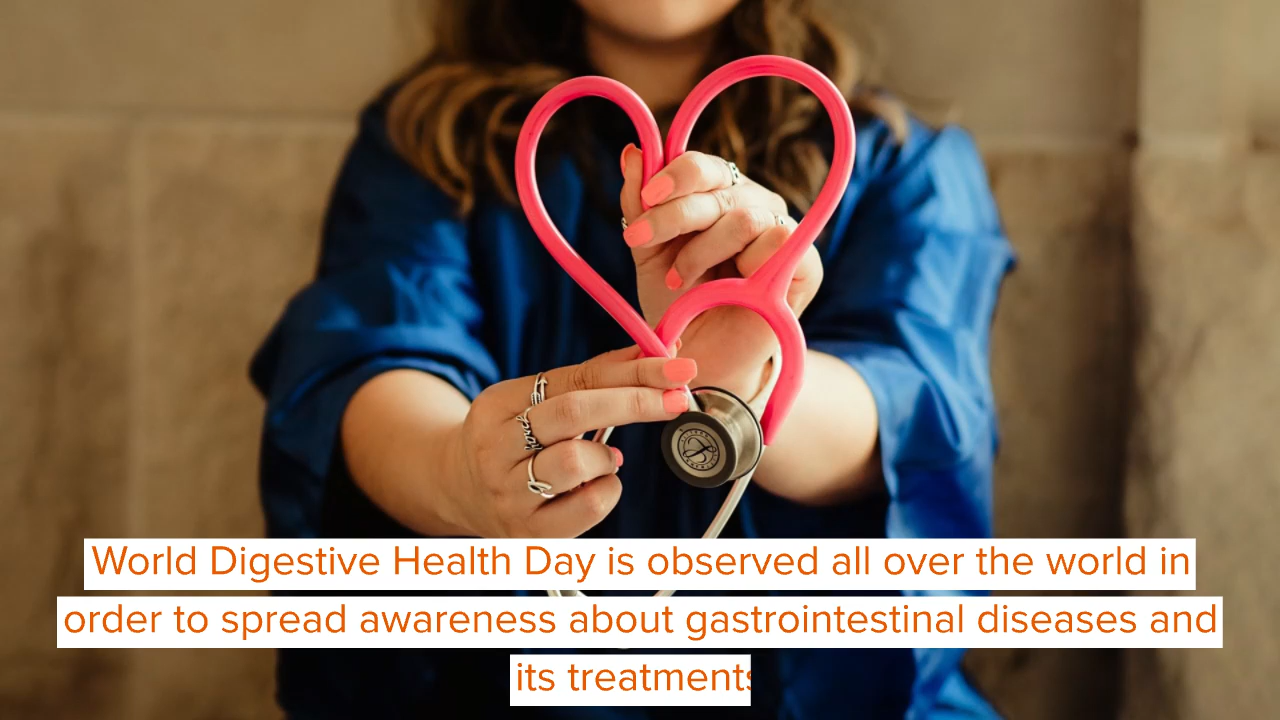 World Digestive Health Day is observed all over the world in
order to spread awareness about gastrointestinal diseases and
its treatments